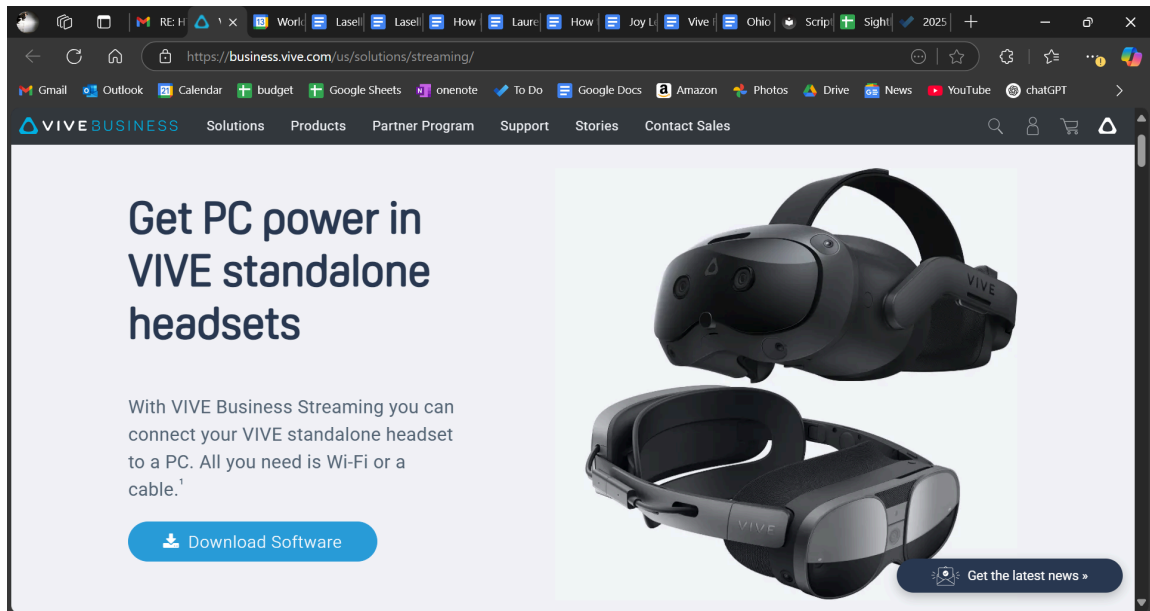 RE: H
World
Lasell
Lasell
How
Laure
How
Joy Le
Vive
Ohio
Script
Sighti
2025
https://business.vive.com/us/solutions/streaming/
Gmail
Outlook
21
Calendar
budget
Google Sheets
onenote
To Do
Google Docs
Amazon
Photos
Drive
News
YouTube
chatGPT
VIVE BUSINESS
Solutions
Products
Partner Program
Support
Stories
Contact Sales
Get PC power in
VIVE standalone
headsets
With VIVE Business Streaming you can
connect your VIVE standalone headset
to a PC. All you need is Wi-Fi or a
cable.¹
Download Software
VIVE
VIVE
Get the latest news »